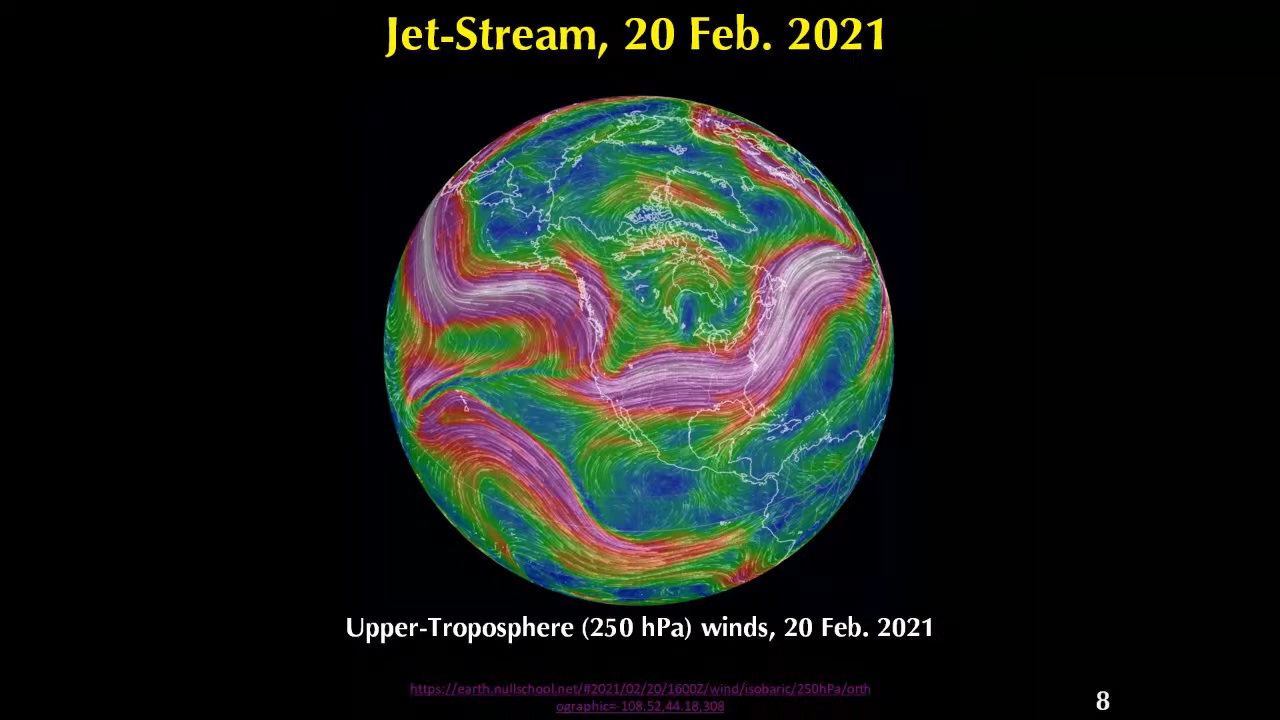 Jet-Stream, 20 Feb. 2021
Upper-Troposphere (250 hPa) winds, 20 Feb. 2021
https://earth.nullschool.net/#2021/02/20/1600Z/wind/isobaric/250hPa/orth
ographic=-108.52,44.18,308
8